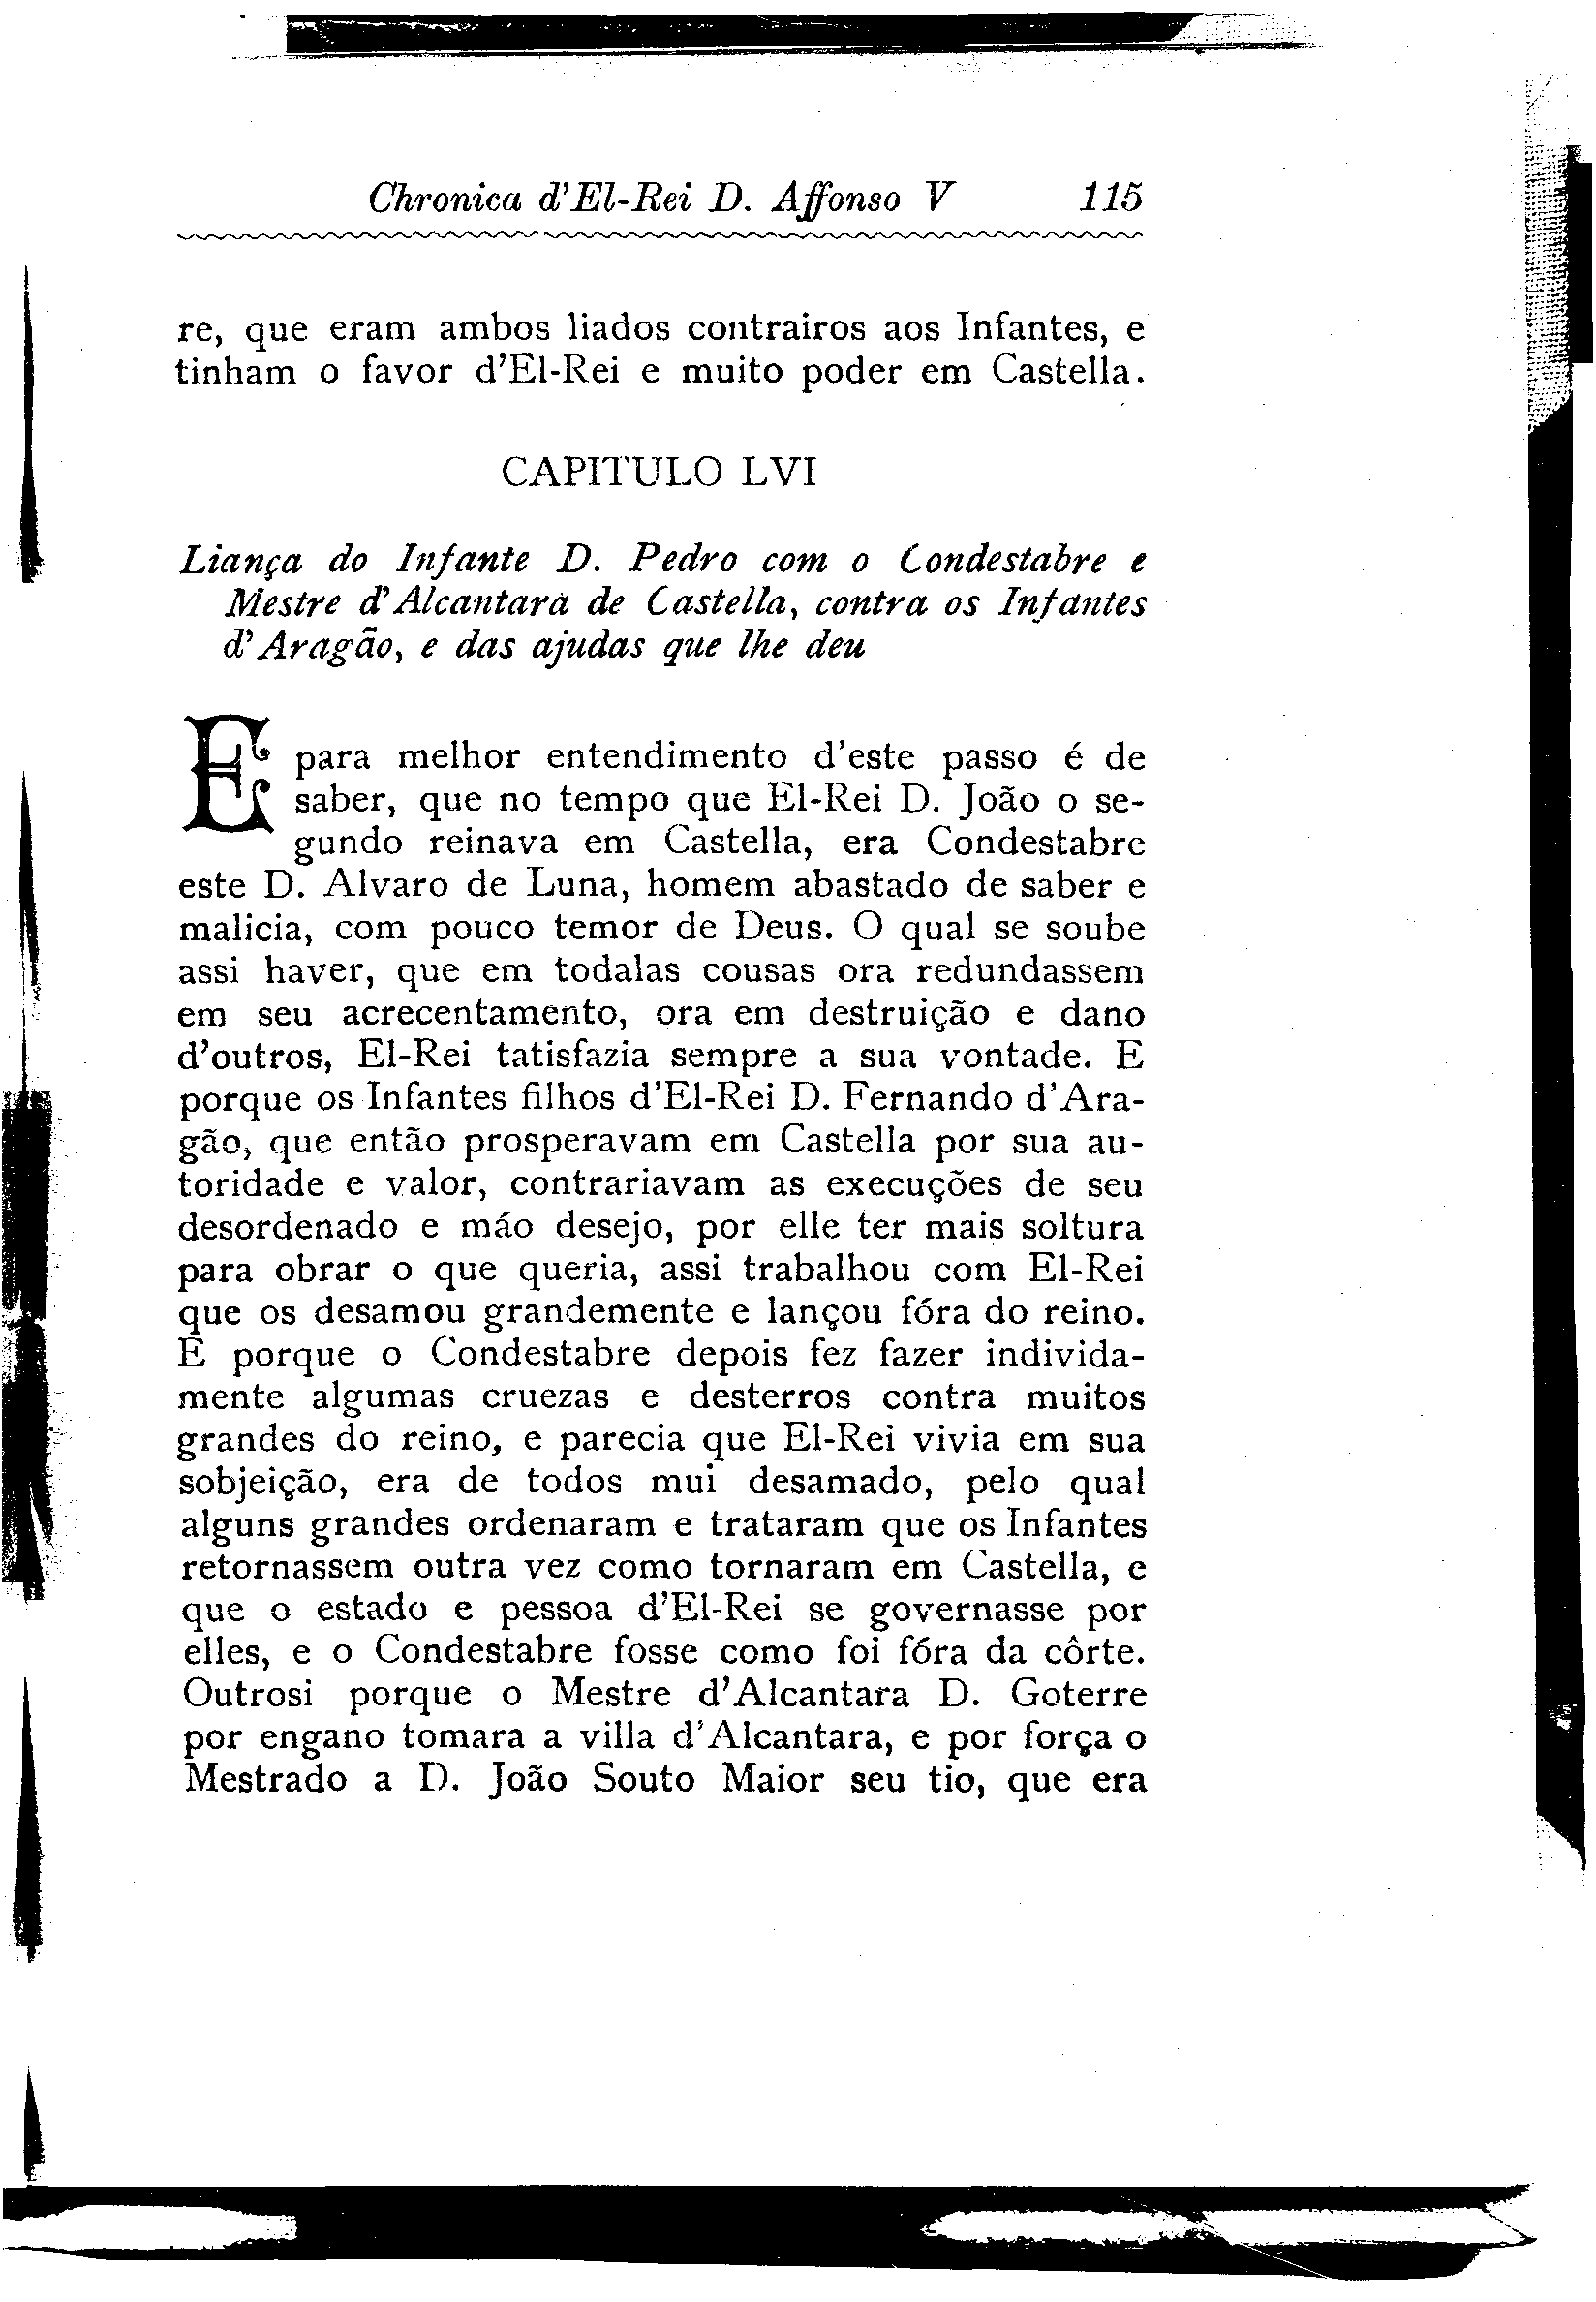 Chronica d'El-Rei D. Affonso V 115
re, que eram ambos liados contrairos aos Infantes, e
tinham o favor d'El-Rei e muito poder em Castella.
CAPITULO LVI
Liança do Infante D. Pedro com o Condestabre e
Mestre d'Alcantara de Castella, contra os Infantes
d'Aragão, e das ajudas que lhe deu
E para melhor entendimento d'este passo é de
saber, que no tempo que El-Rei D. João o se-
gundo reinava em Castella, era Condestabre
este D. Alvaro de Luna, homem abastado de saber e
malicia, com pouco temor de Deus. O qual se soube
assi haver, que em todalas cousas ora redundassem
em seu acrecentamento, ora em destruição e dano
d'outros, El-Rei tatisfazia sempre a sua vontade. E
porque os Infantes filhos d'El-Rei D. Fernando d'Ara-
gão, que então prosperavam em Castella por sua au-
toridade e valor, contrariavam as execuções de seu
desordenado e máo desejo, por elle ter mais soltura
para obrar o que queria, assi trabalhou com El-Rei
que os desamou grandemente e lançou fóra do reino.
E porque o Condestabre depois fez fazer individa-
mente algumas cruezas e desterros contra muitos
grandes do reino, e parecia que El-Rei vivia em sua
sobjeição, era de todos mui desamado, pelo qual
alguns grandes ordenaram e trataram que os Infantes
retornassem outra vez como tornaram em Castella, e
que o estado e pessoa d'El-Rei se governasse por
elles, e o Condestabre fosse como foi fóra da côrte.
Outrosi porque o Mestre d'Alcantara D. Goterre
por engano tomara a villa d'Alcantara, e por força o
Mestrado a D. João Souto Maior seu tio, que era